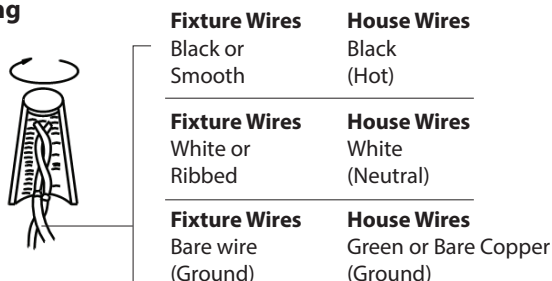 ng
Fixture Wires House Wires
Black or Black
Smooth (Hot)
Fixture Wires House Wires
White or White
Ribbed (Neutral)
Fixture Wires House Wires
Bare wire Green or Bare Copper
(Ground) (Ground)